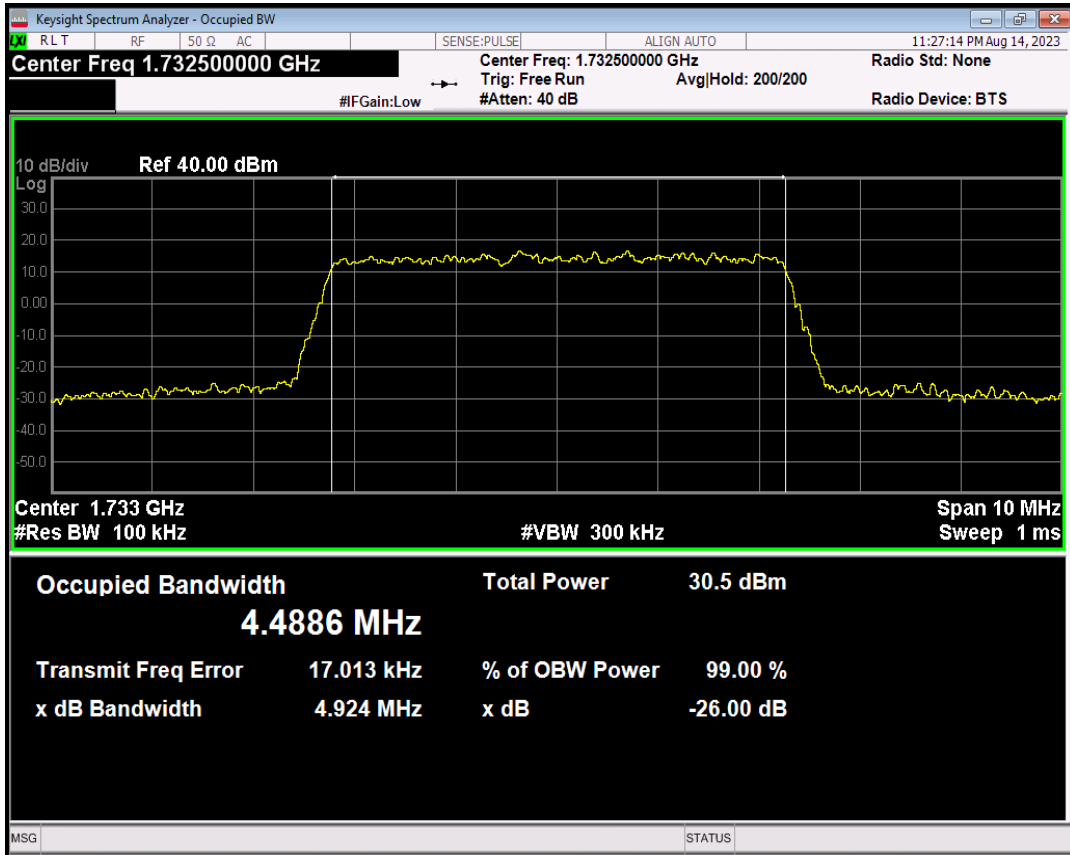 Keysight Spectrum Analyzer - Occupied BW
LXI RLT RF 50 Ω AC SENSE:PULSE ALIGN AUTO 11:27:14 PM Aug 14, 2023
Center Freq 1.732500000 GHz Center Freq: 1.732500000 GHz Radio Std: None
Trig: Free Run Avg|Hold: 200/200
#IFGain:Low #Atten: 40 dB Radio Device: BTS
10 dB/div Ref 40.00 dBm
Log
30.0
20.0
10.0
0.00
-10.0
-20.0
-30.0
-40.0
-50.0
Center 1.733 GHz Span 10 MHz
#Res BW 100 kHz #VBW 300 kHz Sweep 1 ms
Occupied Bandwidth Total Power 30.5 dBm
4.4886 MHz
Transmit Freq Error 17.013 kHz % of OBW Power 99.00 %
x dB Bandwidth 4.924 MHz x dB -26.00 dB
MSG STATUS